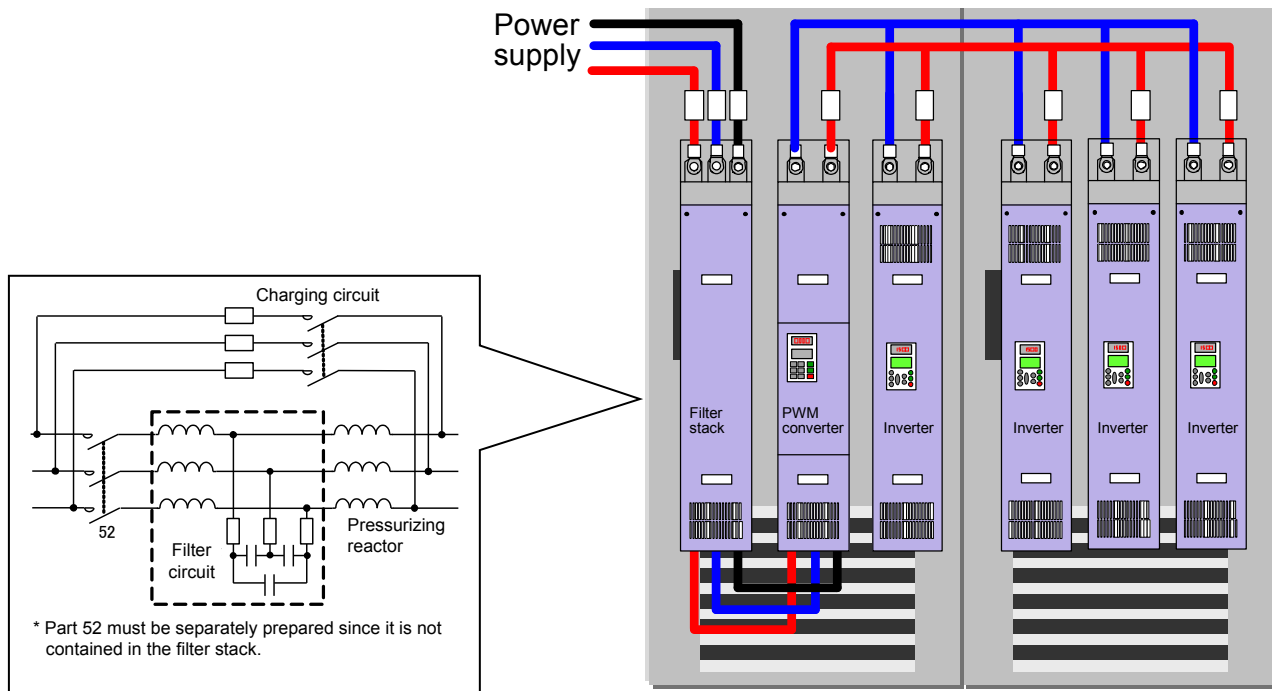 Power
supply
Charging circuit
52
Filter
circuit
Pressurizing
reactor
* Part 52 must be separately prepared since it is not
contained in the filter stack.
Filter
stack
PWM
converter
Inverter
Inverter
Inverter
Inverter